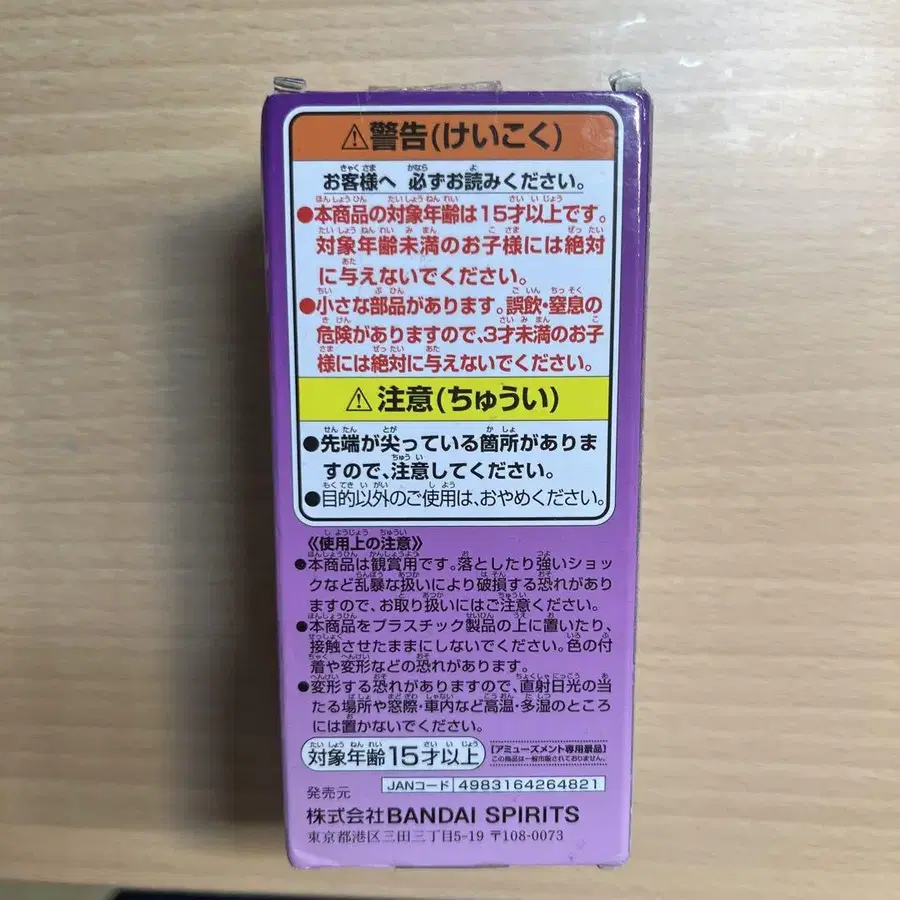 ⚠警告(けいこく)
お客様へ 必ずお読みください。
●本商品の対象年齢は15才以上です。
対象年齢未満のお子様には絶対
に与えないでください。
●小さな部品があります。誤飲・窒息の
危険がありますので、3才未満のお子
様には絶対に与えないでください。
⚠注意(ちゅうい)
●先端が尖っている箇所がありま
すので、注意してください。
●目的以外のご使用は、おやめください。
《使用上の注意》
●本商品は観賞用です。落としたり強いショッ
クなど乱暴な扱いにより破損する恐れがあり
ますので、お取り扱いにはご注意ください。
●本商品をプラスチック製品の上に置いたり、
接触させたままにしないでください。色の付
着や変形などの恐れがあります。
●変形する恐れがありますので、直射日光の当
たる場所や窓際・車内など高温・多湿のところ
には置かないでください。
対象年齢15才以上
[アミューズメント専用景品]
この商品は一般市販されておりません。
JANコード 4983164264821
発売元
株式会社BANDAI SPIRITS
東京都港区三田三丁目5-19 〒108-0073